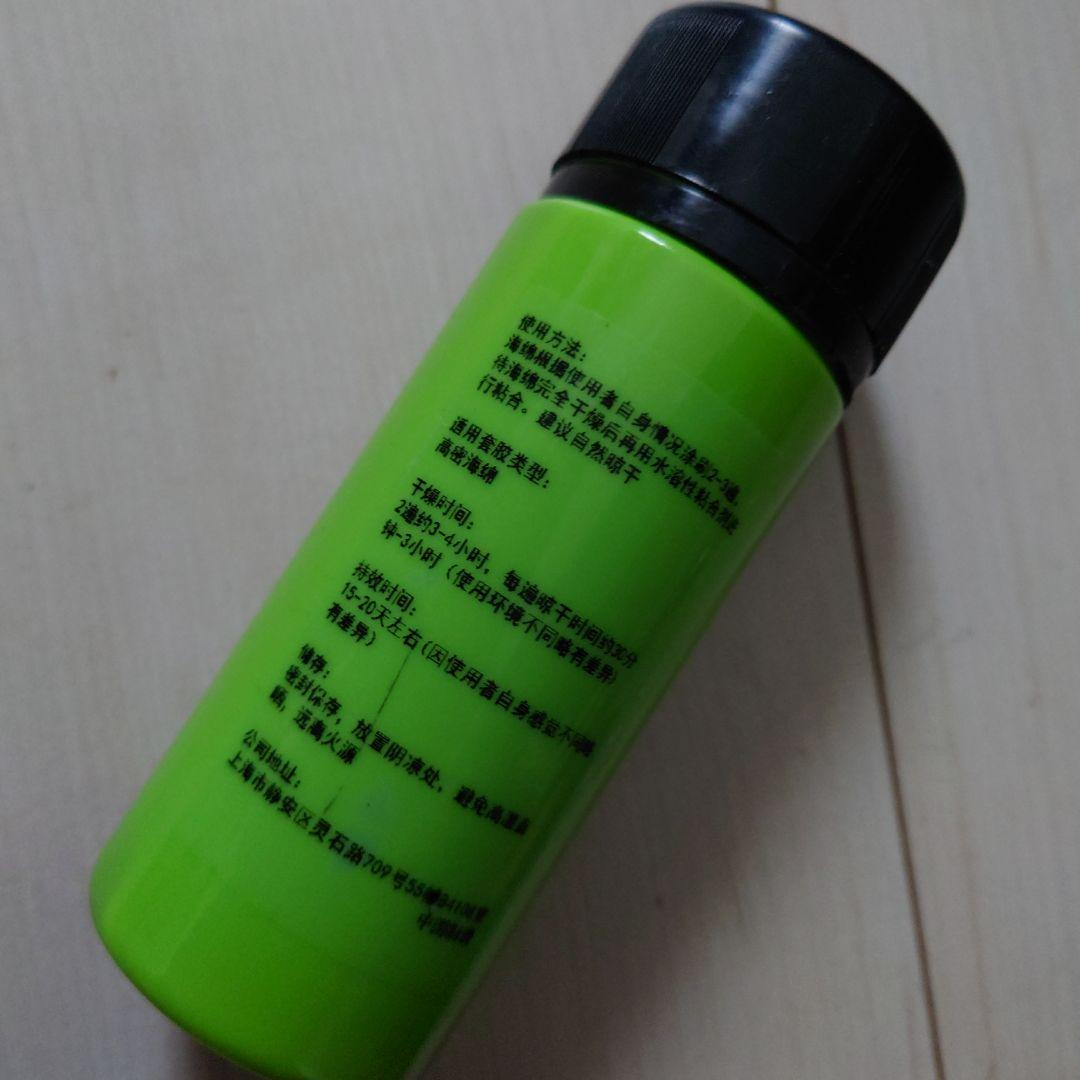 使用方法：
海绵根据使用者自身情况涂刷2-3遍，
待海绵完全干燥后再用水溶性粘合剂进
行粘合。建议自然晾干
适用套胶类型：
高密海绵
干燥时间：
2遍约3-4小时，每遍晾干时间约30分
钟-3小时（使用环境不同略有差异）
持效时间：
15-20天左右（因使用者自身感觉不同略
有差异）
储存：
密封保存，放置阴凉处，避免高温
，远离火源
公司地址：
上海市静安区灵石路709号55
中国